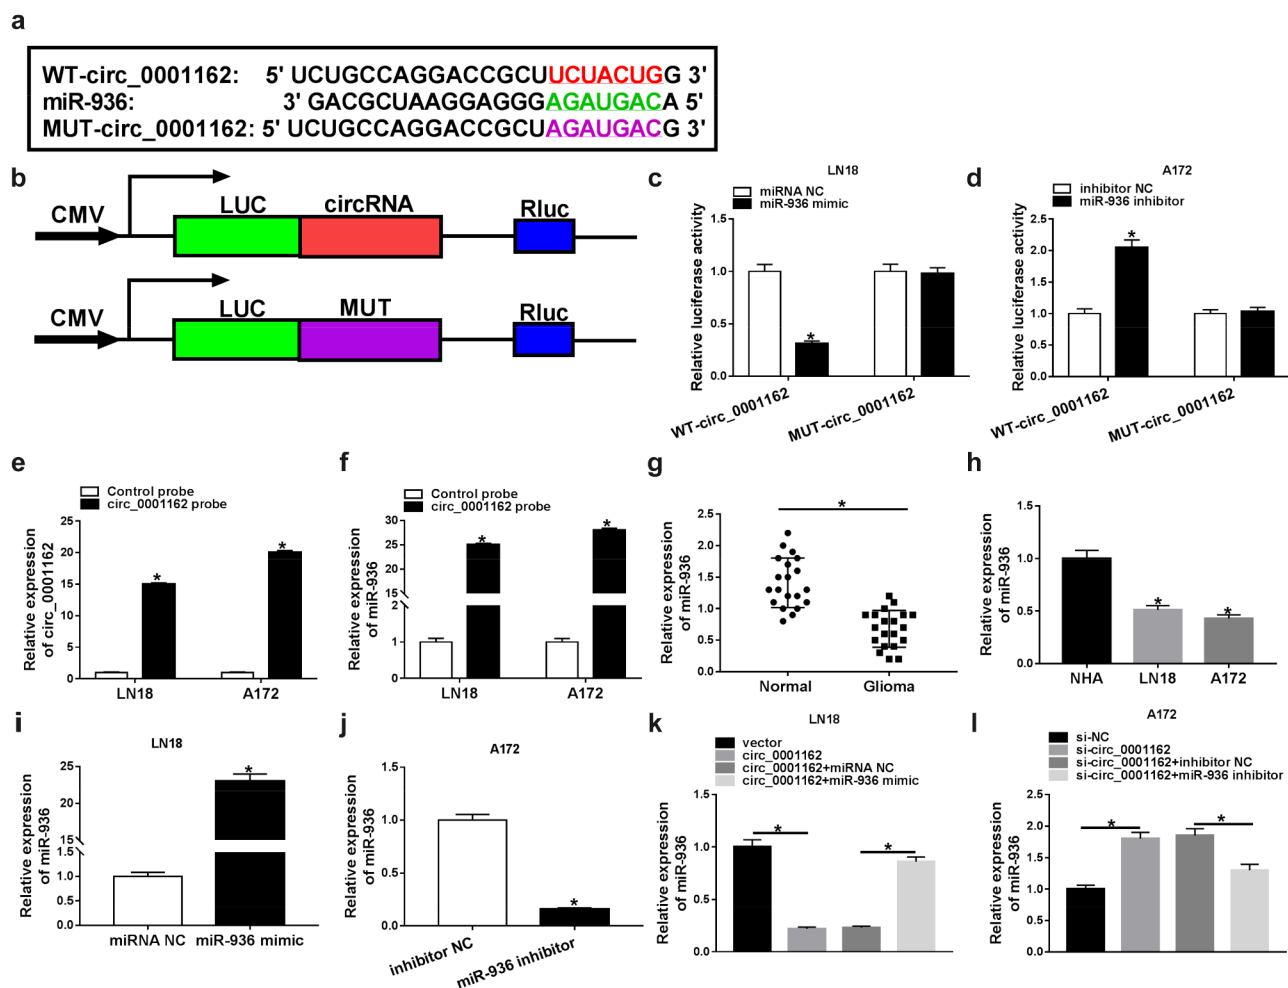 a
WT-circ_0001162: 5' UCUGCCAGGACCGCUUCUACUGG 3'
miR-936: 3' GACGCUAAGGAGGGAGAUGACA 5'
MUT-circ_0001162: 5' UCUGCCAGGACCGCUAGAUGACG 3'
b
CMV LUC circRNA Rluc
CMV LUC MUT Rluc
c
LN18
miRNA NC
miR-936 mimic
Relative luciferase activity
1.5
1.0
0.5
0.0
*
WT-circ_0001162
MUT-circ_0001162
d
A172
inhibitor NC
miR-936 inhibitor
Relative luciferase activity
2.5
2.0
1.5
1.0
0.5
0.0
*
WT-circ_0001162
MUT-circ_0001162
e
Control probe
circ_0001162 probe
Relative expression
of circ_0001162
25
20
15
10
5
0
* *
LN18 A172
f
Control probe
circ_0001162 probe
Relative expression
of miR-936
30
25
20
15
2
1
0
* *
LN18 A172
g
Relative expression
of miR-936
2.5
2.0
1.5
1.0
0.5
0.0
*
Normal Glioma
h
Relative expression
of miR-936
1.5
1.0
0.5
0.0
* *
NHA LN18 A172
i
LN18
Relative expression
of miR-936
25
20
15
1.5
1.0
0.5
0.0
*
miRNA NC miR-936 mimic
j
A172
Relative expression
of miR-936
1.5
1.0
0.5
0.0
*
inhibitor NC
miR-936 inhibitor
k
LN18
vector
circ_0001162
circ_0001162+miRNA NC
circ_0001162+miR-936 mimic
Relative expression
of miR-936
1.5
1.0
0.5
0.0
* *
l
A172
si-NC
si-circ_0001162
si-circ_0001162+inhibitor NC
si-circ_0001162+miR-936 inhibitor
Relative expression
of miR-936
2.5
2.0
1.5
1.0
0.5
0.0
* *